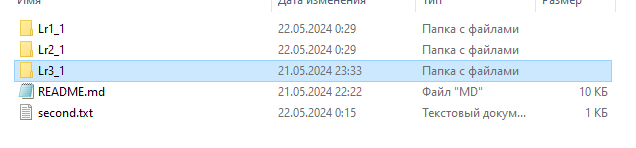 Имя Дата изменения Тип Размер
Lr1_1 22.05.2024 0:29 Папка с файлами
Lr2_1 22.05.2024 0:29 Папка с файлами
Lr3_1 21.05.2024 23:33 Папка с файлами
README.md 21.05.2024 22:22 Файл "MD" 10 КБ
second.txt 22.05.2024 0:15 Текстовый докум... 1 КБ